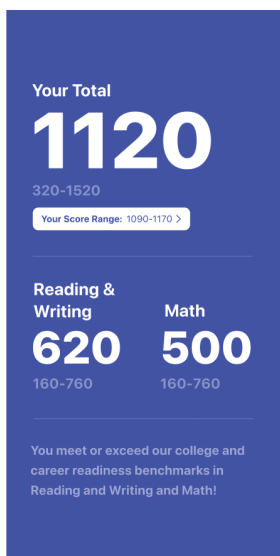 Your Total
1120
320-1520
Your Score Range: 1090-1170 >
Reading &
Writing
620
160-760
Math
500
160-760
You meet or exceed our college and
career readiness benchmarks in
Reading and Writing and Math!